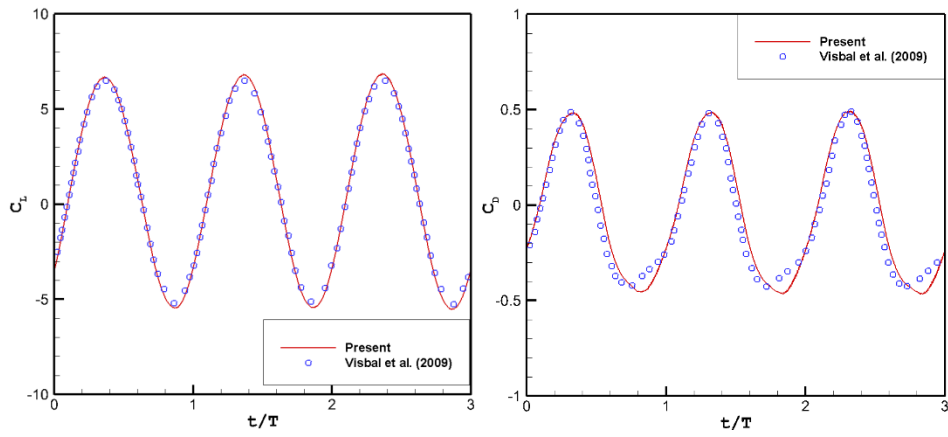 10
5
0
-5
-10
C_L
0
1
2
3
t/T
Present
Visbal et al. (2009)
1
0.5
0
-0.5
-1
C_D
0
1
2
3
t/T
Present
Visbal et al. (2009)